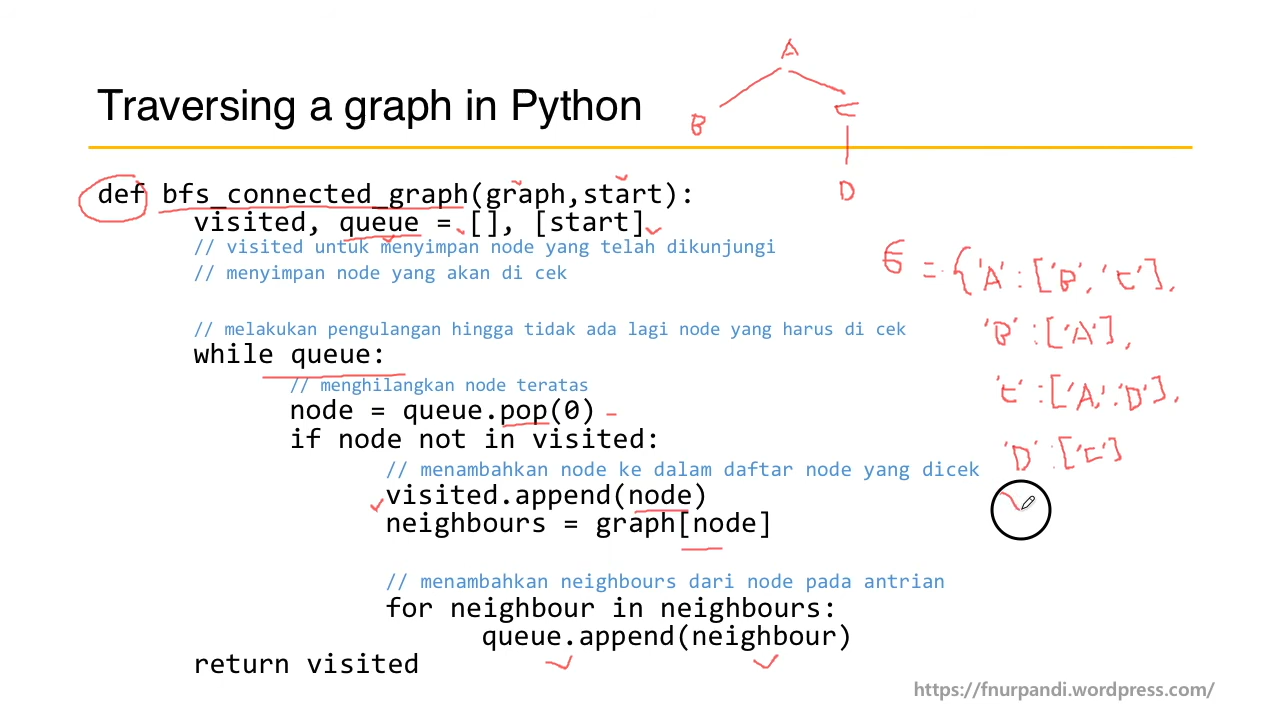 A
B
C
D
Traversing a graph in Python
def bfs_connected_graph(graph,start):
visited, queue = [], [start]
// visited untuk menyimpan node yang telah dikunjungi
// menyimpan node yang akan di cek
// melakukan pengulangan hingga tidak ada lagi node yang harus di cek
while queue:
// menghilangkan node teratas
node = queue.pop(0)
if node not in visited:
// menambahkan node ke dalam daftar node yang dicek
visited.append(node)
neighbours = graph[node]
// menambahkan neighbours dari node pada antrian
for neighbour in neighbours:
queue.append(neighbour)
return visited
G = {'A' : ['B', 'C'],
'B' : ['A'],
'C' : ['A', 'D'],
'D' : ['C']
https://fnurpandi.wordpress.com/